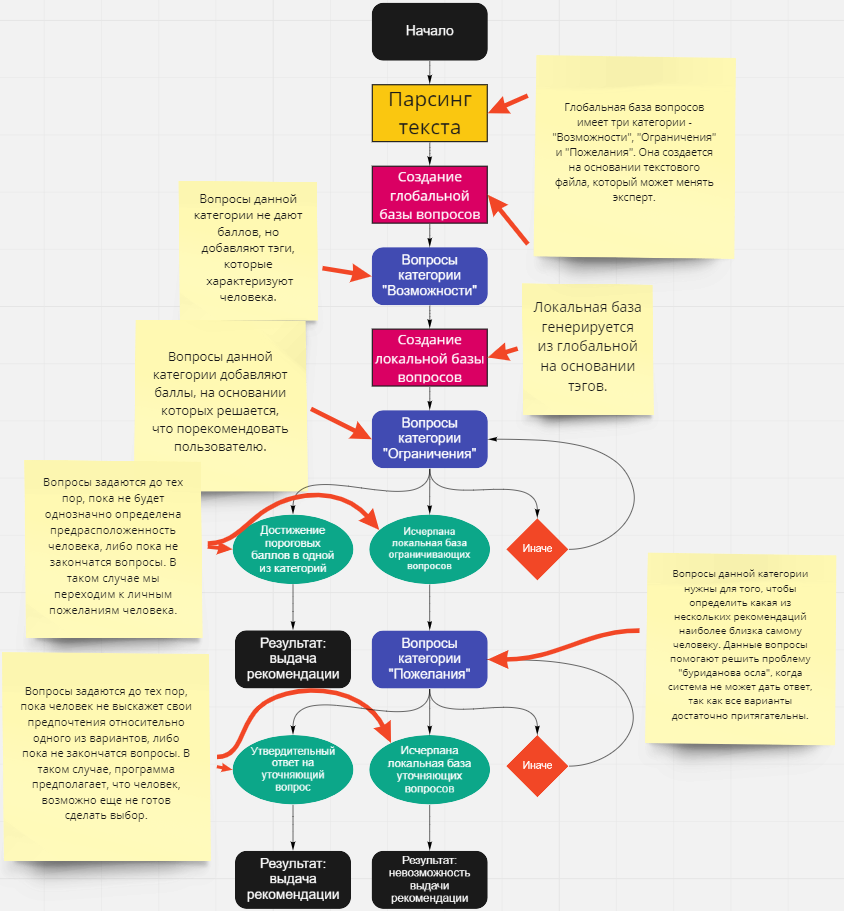 Начало
Парсинг
текста
Глобальная база вопросов
имеет три категории -
"Возможности", "Ограничения"
и "Пожелания". Она создается
на основании текстового
файла, который может менять
эксперт.
Создание
глобальной
базы вопросов
Вопросы данной
категории не дают
баллов, но
добавляют тэги,
которые
характеризуют
человека.
Вопросы
категории
"Возможности"
Локальная база
генерируется
из глобальной
на основании
тэгов.
Создание
локальной базы
вопросов
Вопросы данной
категории добавляют
баллы, на основании
которых решается,
что порекомендовать
пользователю.
Вопросы
категории
"Ограничения"
Вопросы задаются до тех
пор, пока не будет
однозначно определена
предрасположенность
человека, либо пока не
закончатся вопросы. В
таком случае мы
переходим к личным
пожеланиям человека.
Достижение
пороговых
баллов в одной
из категорий
Исчерпана
локальная база
ограничивающих
вопросов
Иначе
Вопросы данной категории
нужны для того, чтобы
определить какая из
нескольких рекомендаций
наиболее близка самому
человеку. Данные вопросы
помогают решить проблему
"буриданова осла", когда
система не может дать ответ,
так как все варианты
достаточно притягательны.
Результат:
выдача
рекомендации
Вопросы
категории
"Пожелания"
Вопросы задаются до тех пор,
пока человек не выскажет свои
предпочтения относительно
одного из вариантов, либо
пока не закончатся вопросы. В
таком случае, программа
предполагает, что человек,
возможно еще не готов
сделать выбор.
Утвердительный
ответ на
уточняющий
вопрос
Исчерпана
локальная база
уточняющих
вопросов
Иначе
Результат:
выдача
рекомендации
Результат:
невозможность
выдачи
рекомендации